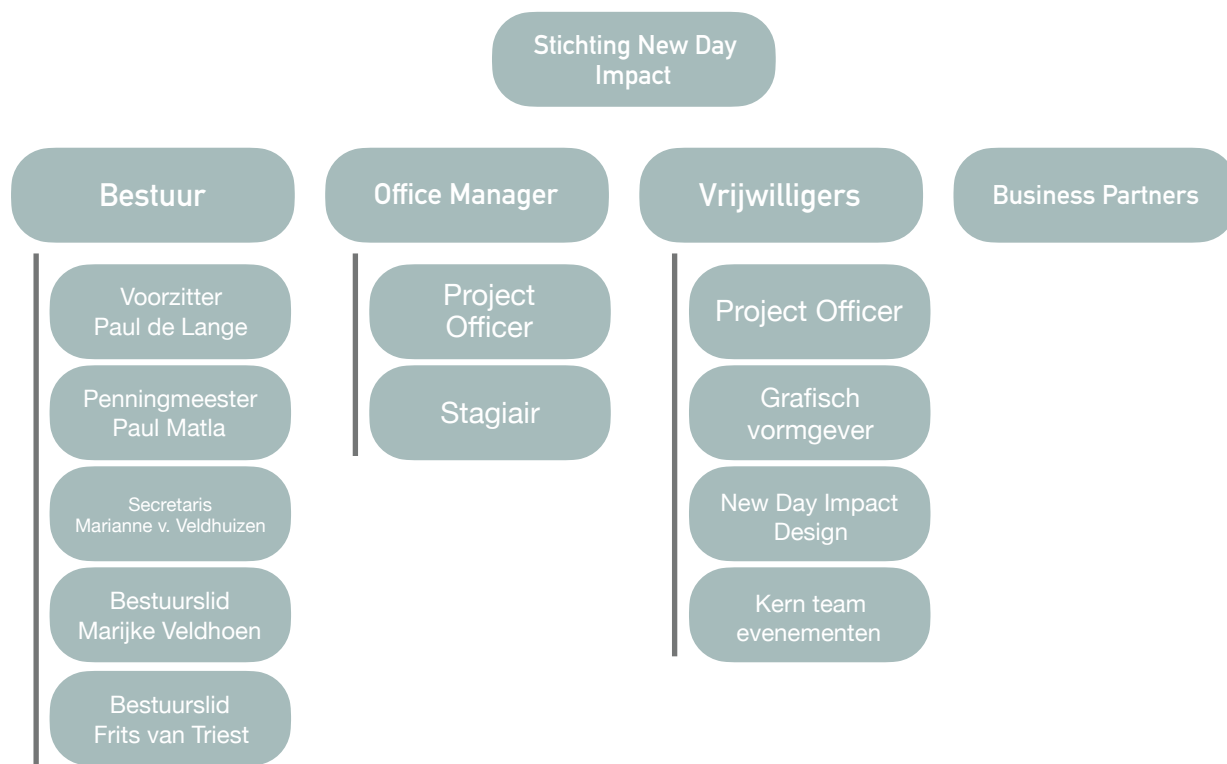 Stichting New Day
Impact
Bestuur
Office Manager
Vrijwilligers
Business Partners
Voorzitter
Paul de Lange
Penningmeester
Paul Matla
Secretaris
Marianne v. Veldhuizen
Bestuurslid
Marijke Veldhoen
Bestuurslid
Frits van Triest
Project
Officer
Stagiair
Project Officer
Grafisch
vormgever
New Day Impact
Design
Kern team
evenementen